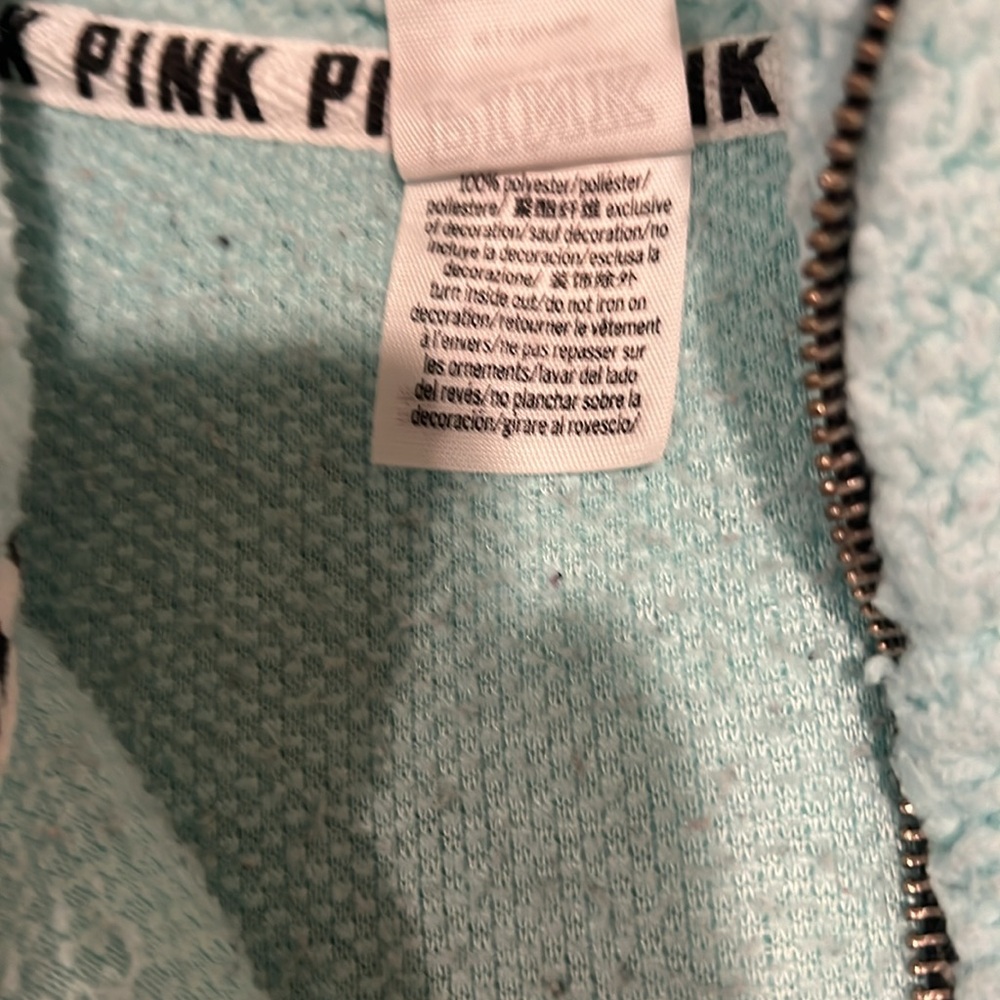 K PINK PI
IK
PINK
100% polyester/poliéster/
poliestere/ 聚酯纤维 exclusive
of decoration/sauf décoration/no
incluye la decoración/esclusa la
decorazione/ 装饰除外
turn inside out/do not iron on
decoration/retourner le vêtement
à l'envers/ne pas repasser sur
les ornements/lavar del lado
del revés/no planchar sobre la
decoración/girare al rovescio/